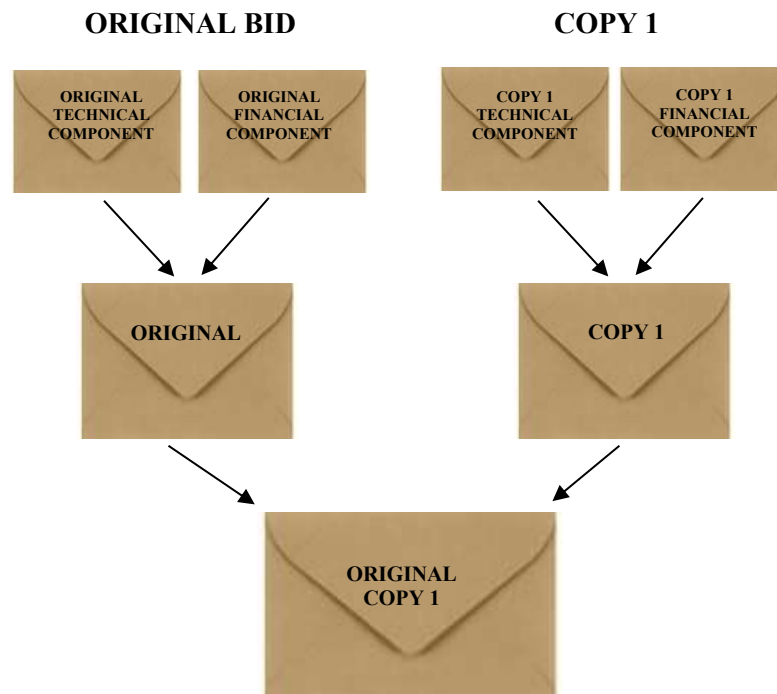 ORIGINAL BID
COPY 1
ORIGINAL
TECHNICAL
COMPONENT
ORIGINAL
FINANCIAL
COMPONENT
COPY 1
TECHNICAL
COMPONENT
COPY 1
FINANCIAL
COMPONENT
ORIGINAL
COPY 1
ORIGINAL
COPY 1